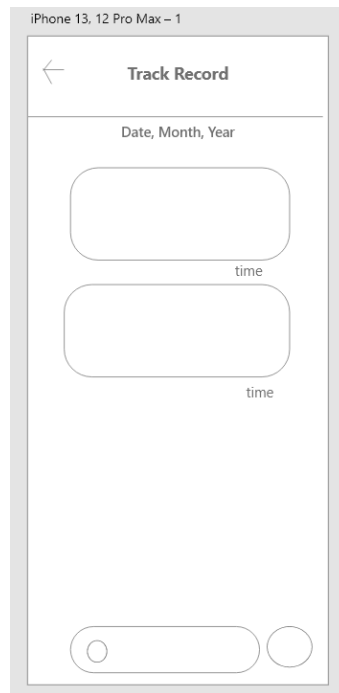 iPhone 13, 12 Pro Max – 1
Track Record
Date, Month, Year
time
time